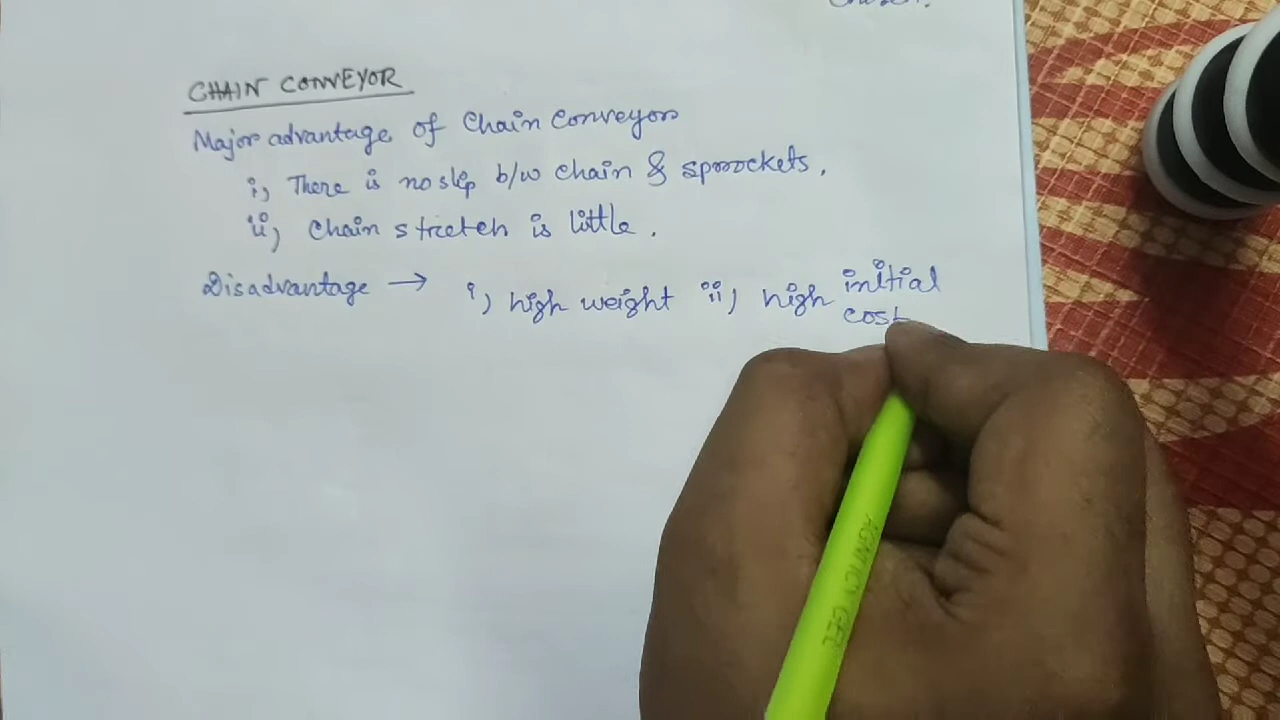 CHAIN CONVEYOR
Major advantage of Chain Conveyor
i, There is no slip b/w Chain & sprockets.
ii, Chain stretch is little.
Disadvantage → i, high weight ii, high initial
cost